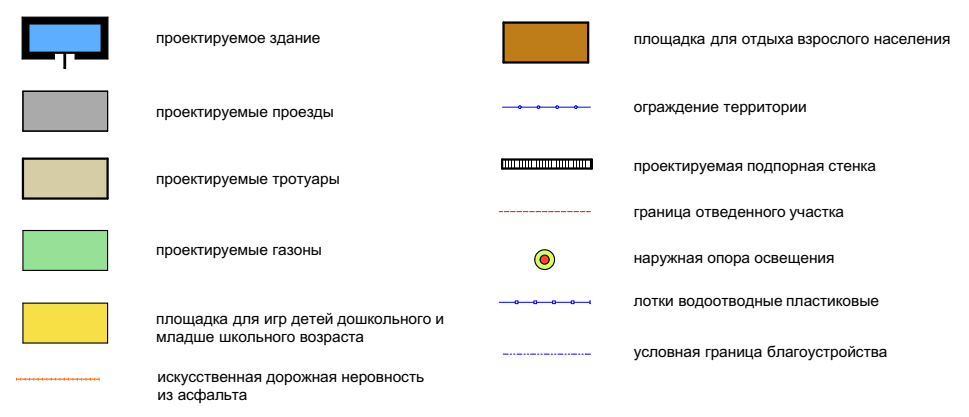 проектируемое здание
проектируемые проезды
проектируемые тротуары
проектируемые газоны
площадка для игр детей дошкольного и
младше школьного возраста
искусственная дорожная неровность
из асфальта
площадка для отдыха взрослого населения
ограждение территории
проектируемая подпорная стенка
граница отведенного участка
наружная опора освещения
лотки водоотводные пластиковые
условная граница благоустройства